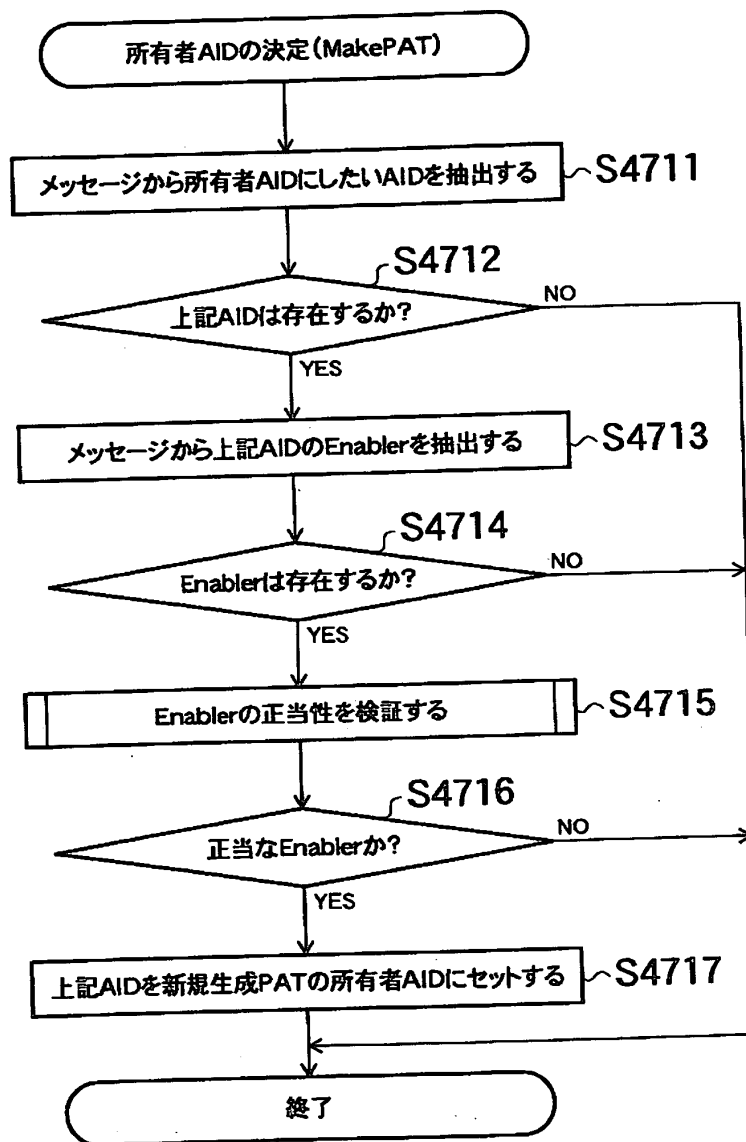 所有者AIDの決定(MakePAT)
メッセージから所有者AIDにしたいAIDを抽出する
S4711
S4712
上記AIDは存在するか?
NO
YES
メッセージから上記AIDのEnablerを抽出する
S4713
S4714
Enablerは存在するか?
NO
YES
Enablerの正当性を検証する
S4715
S4716
正当なEnablerか?
NO
YES
上記AIDを新規生成PATの所有者AIDにセットする
S4717
終了